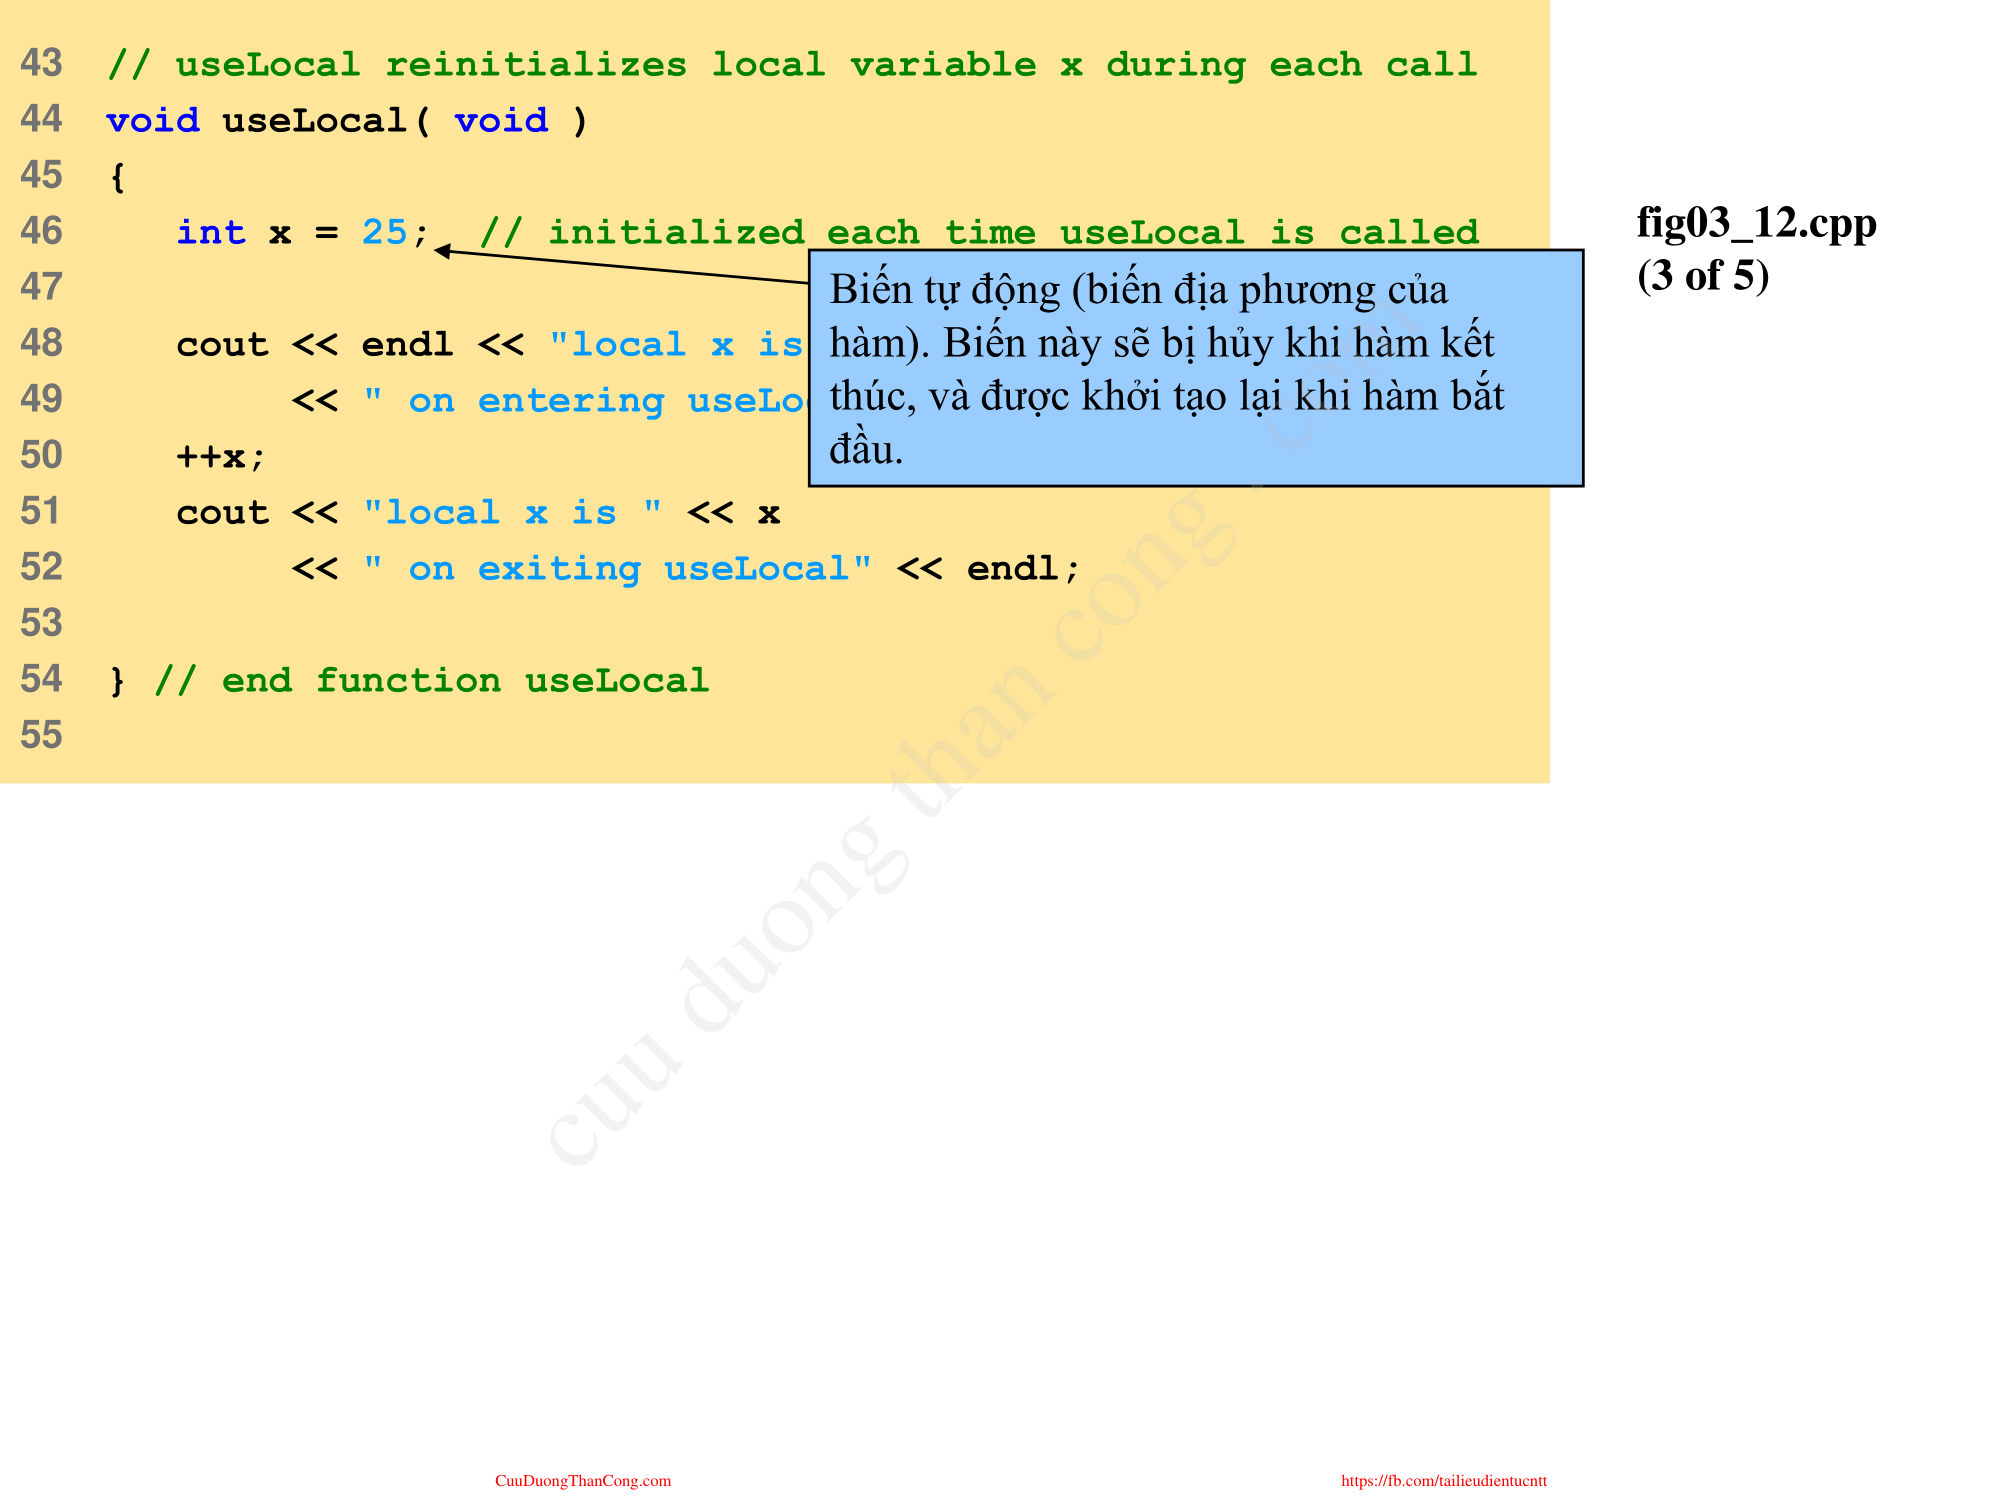 43 // useLocal reinitializes local variable x during each call
44 void useLocal( void )
45 {
46 int x = 25; // initialized each time useLocal is called
47
48 cout << endl << "local x is
49 << " on entering
50 ++x;
51 cout << "local x is " << x
52 << " on exiting useLocal" << endl;
53
54 } // end function useLocal
55
Biến tự động (biến địa phương của
hàm). Biến này sẽ bị hủy khi hàm kết
thúc, và được khởi tạo lại khi hàm bắt
đầu.
fig03_12.cpp
(3 of 5)
cuu duong than cong . com
CuuDuongThanCong.com
https://fb.com/tailieudientucntt